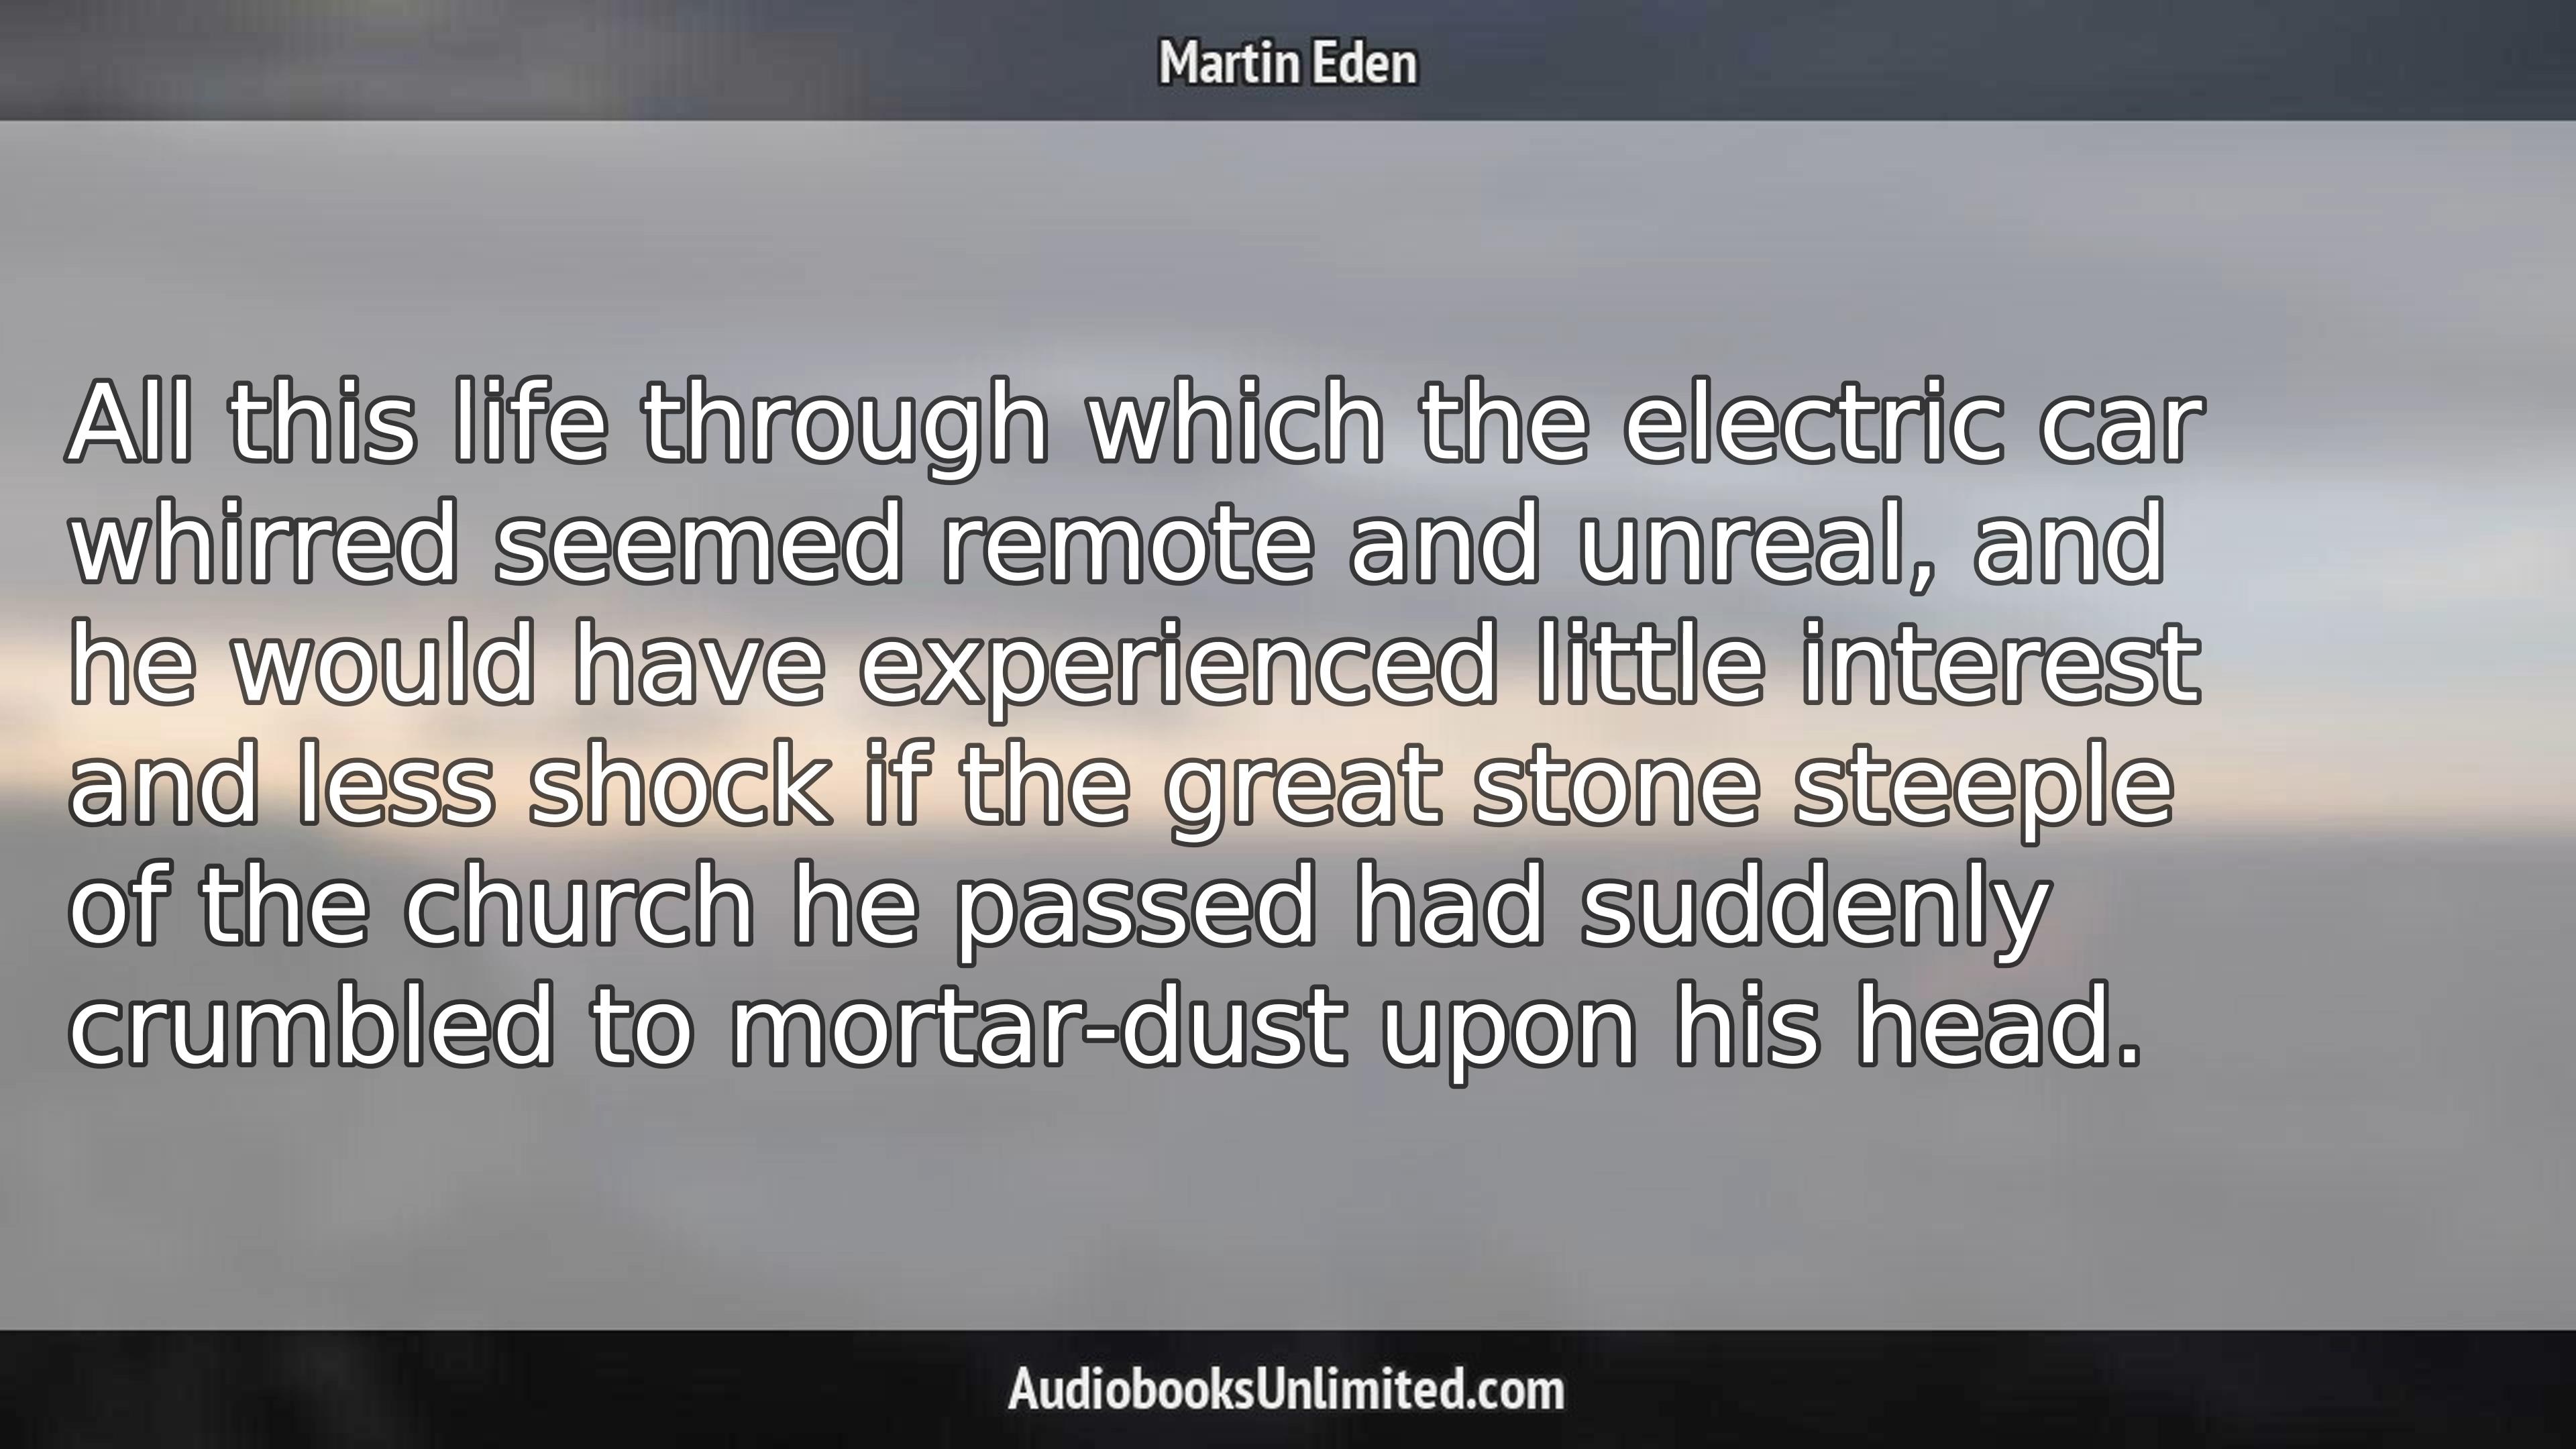 Martin Eden
All this life through which the electric car
whirred seemed remote and unreal, and
he would have experienced little interest
and less shock if the great stone steeple
of the church he passed had suddenly
crumbled to mortar-dust upon his head.
AudiobooksUnlimited.com